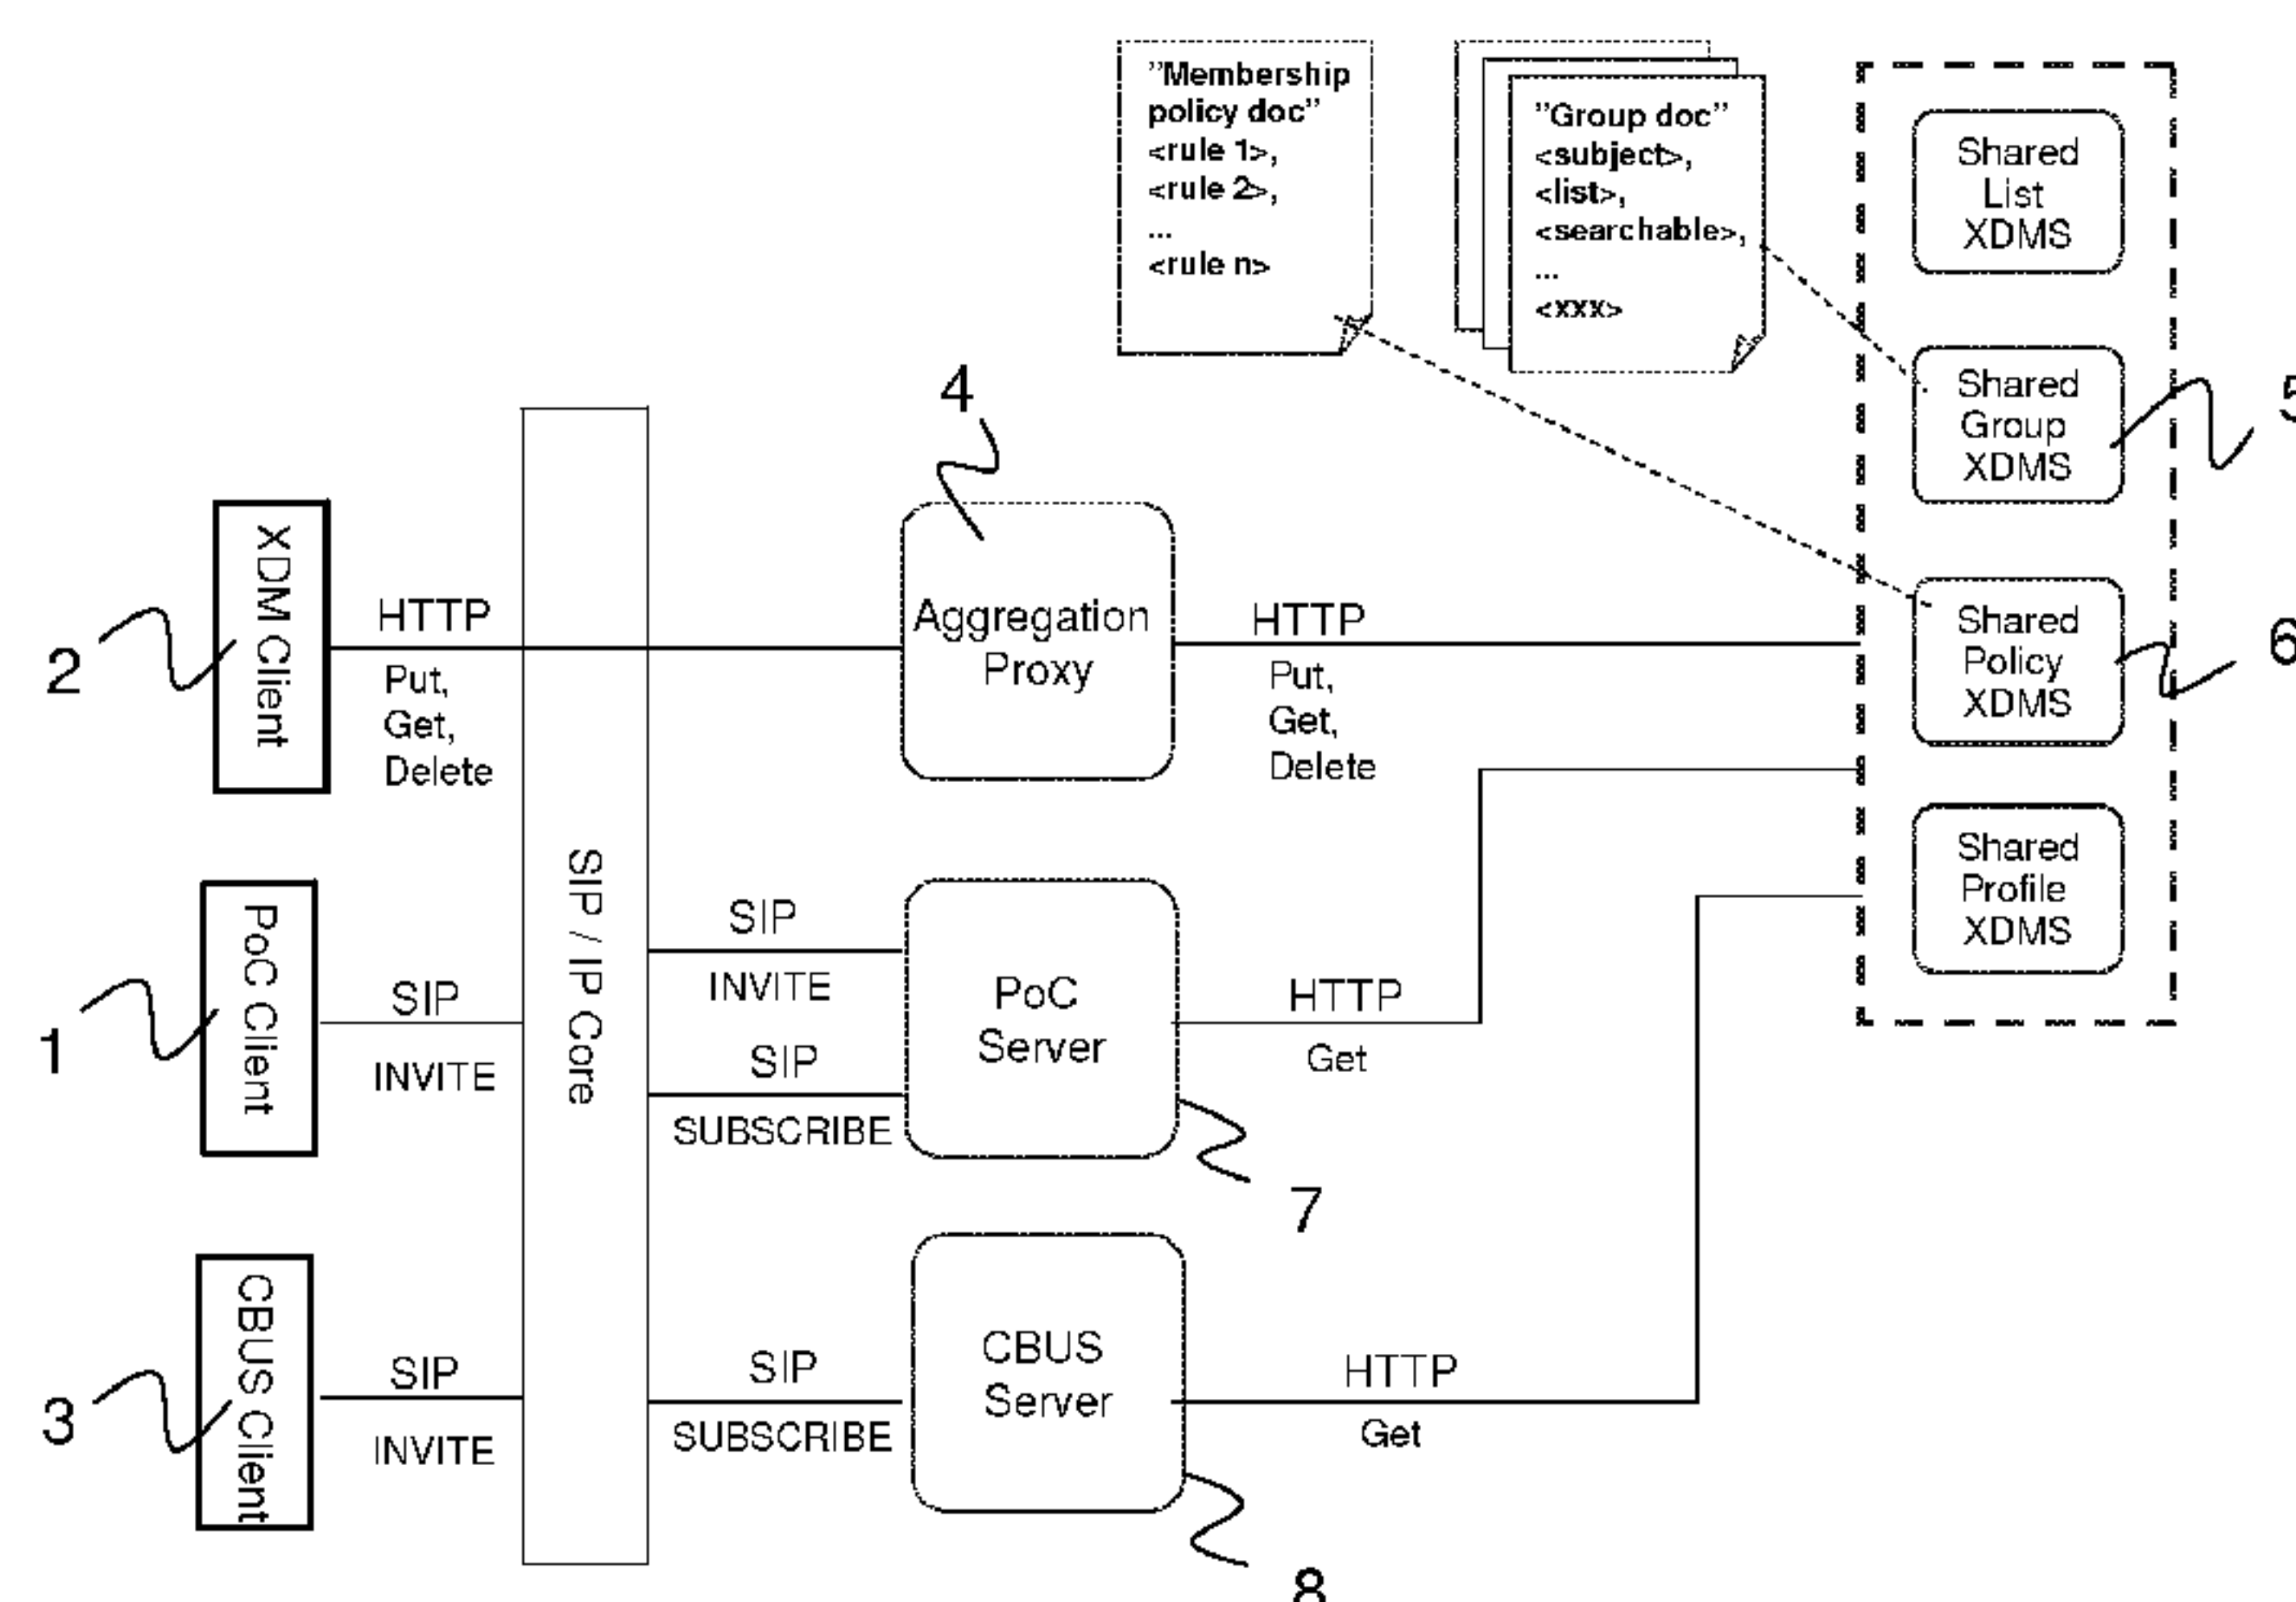 "Membership
policy doc"
<rule 1>,
<rule 2>,
...
<rule n>
"Group doc"
<subject>,
<list>,
<searchable>,
...
<xxx>
Shared
List
XDMS
Shared
Group
XDMS
5
Shared
Policy
XDMS
6
Shared
Profile
XDMS
4
Aggregation
Proxy
HTTP
Put,
Get,
Delete
XDM Client
2
HTTP
Put,
Get,
Delete
SIP / IP Core
PoC Client
1
SIP
INVITE
SIP
INVITE
SIP
SUBSCRIBE
PoC
Server
7
HTTP
Get
CBUS Client
3
SIP
INVITE
SIP
SUBSCRIBE
CBUS
Server
8
HTTP
Get